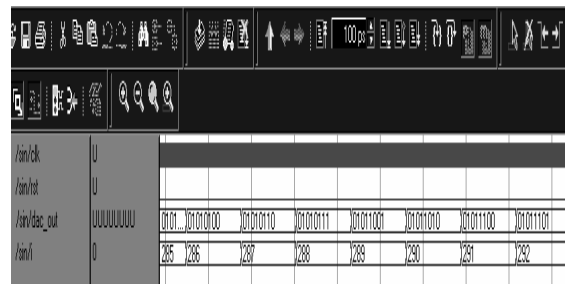 100 ps
/sin/clk U
/sin/rst U
/sin/dac_out UUUUUUUU 0101... 01010100 01010110 01010111 01011001 01011010 01011100 01011101
/sin/i 0 285 286 287 288 289 290 291 292